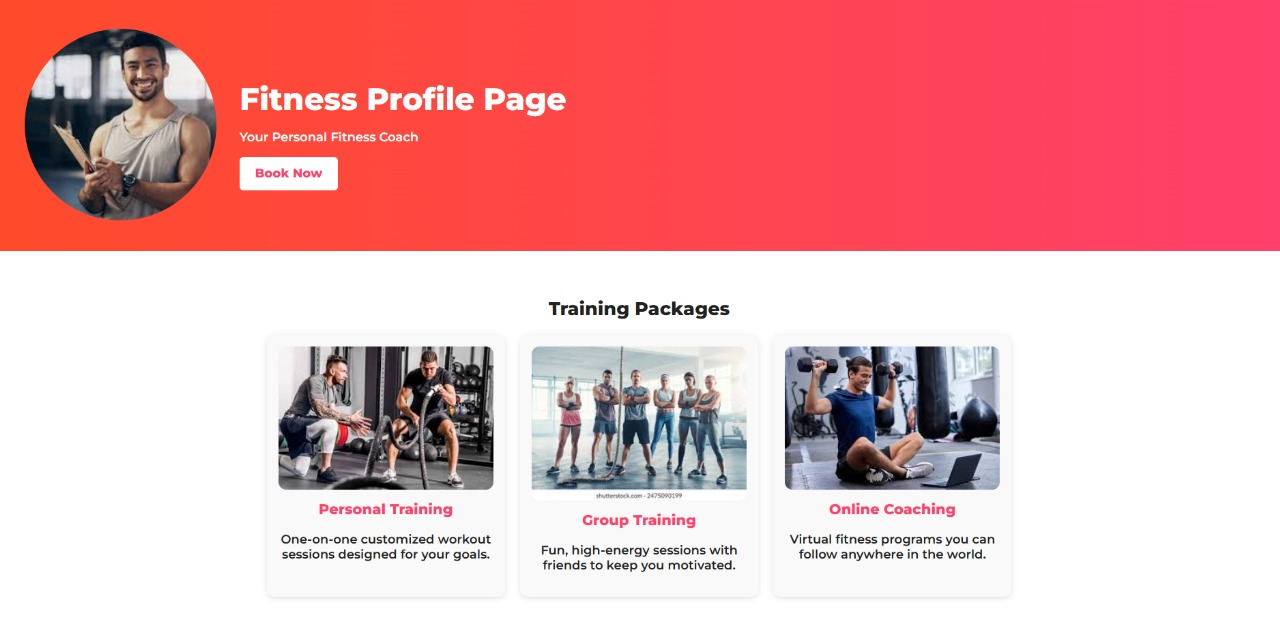 Fitness Profile Page
Your Personal Fitness Coach
Book Now
Training Packages
Personal Training
One-on-one customized workout
sessions designed for your goals.
shutterstock.com · 2475090199
Group Training
Fun, high-energy sessions with
friends to keep you motivated.
Online Coaching
Virtual fitness programs you can
follow anywhere in the world.